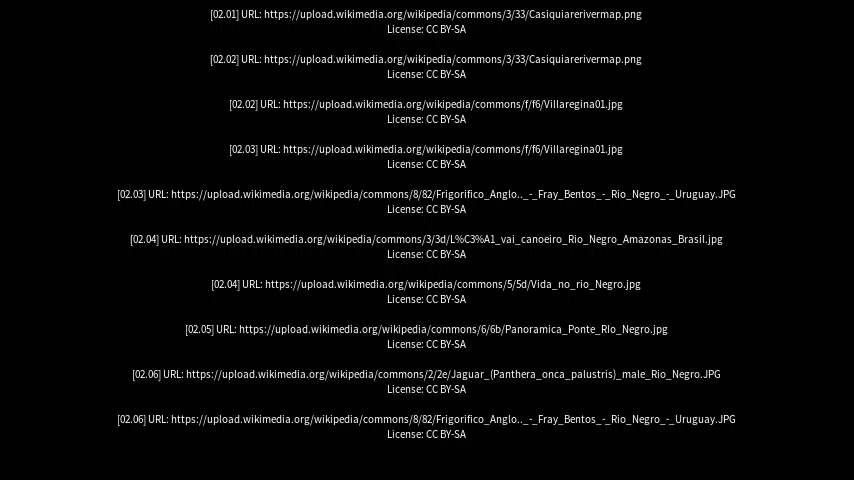 [02.01] URL: https://upload.wikimedia.org/wikipedia/commons/3/33/Casiquiarerivermap.png
License: CC BY-SA
[02.02] URL: https://upload.wikimedia.org/wikipedia/commons/3/33/Casiquiarerivermap.png
License: CC BY-SA
[02.02] URL: https://upload.wikimedia.org/wikipedia/commons/f/f6/Villaregina01.jpg
License: CC BY-SA
[02.03] URL: https://upload.wikimedia.org/wikipedia/commons/f/f6/Villaregina01.jpg
License: CC BY-SA
[02.03] URL: https://upload.wikimedia.org/wikipedia/commons/8/82/Frigorifico_Anglo.._-_Fray_Bentos_-_Rio_Negro_-_Uruguay.JPG
License: CC BY-SA
[02.04] URL: https://upload.wikimedia.org/wikipedia/commons/3/3d/L%C3%A1_vai_canoeiro_Rio_Negro_Amazonas_Brasil.jpg
License: CC BY-SA
[02.04] URL: https://upload.wikimedia.org/wikipedia/commons/5/5d/Vida_no_rio_Negro.jpg
License: CC BY-SA
[02.05] URL: https://upload.wikimedia.org/wikipedia/commons/6/6b/Panoramica_Ponte_RIo_Negro.jpg
License: CC BY-SA
[02.06] URL: https://upload.wikimedia.org/wikipedia/commons/2/2e/Jaguar_(Panthera_onca_palustris)_male_Rio_Negro.JPG
License: CC BY-SA
[02.06] URL: https://upload.wikimedia.org/wikipedia/commons/8/82/Frigorifico_Anglo.._-_Fray_Bentos_-_Rio_Negro_-_Uruguay.JPG
License: CC BY-SA